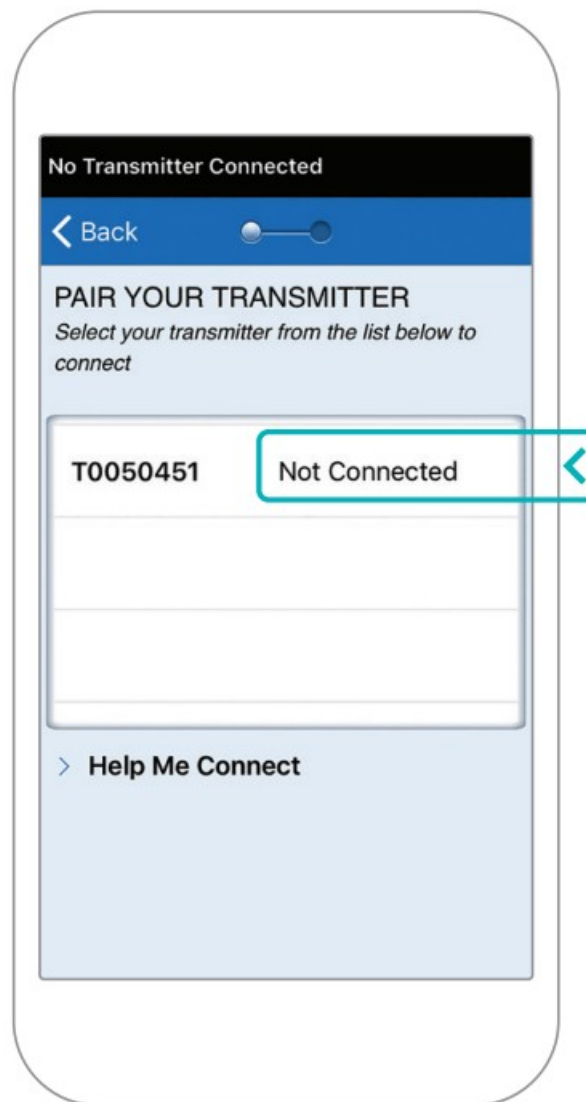 No Transmitter Connected
Back
PAIR YOUR TRANSMITTER
Select your transmitter from the list below to
connect
T0050451 Not Connected
Help Me Connect